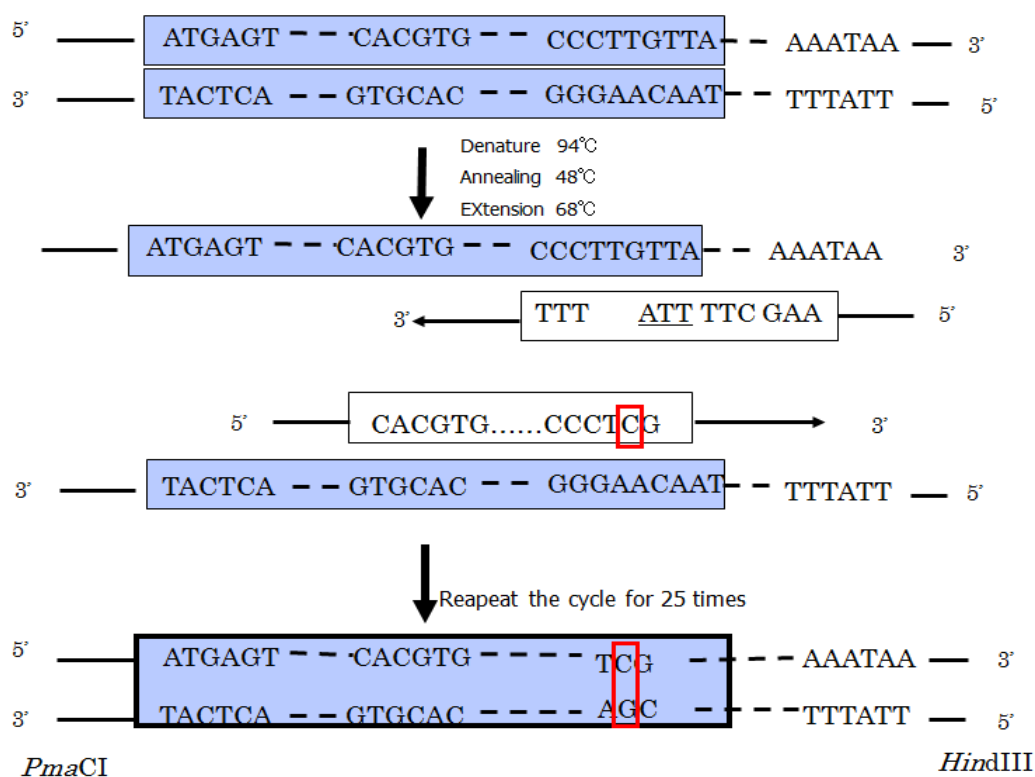 5’ ATGAGT CACGTG CCCTTGTTA AAATAA 3’
3’ TACTCA GTGCAC GGGAACAAT TTTATT 5’
Denature 94℃
Annealing 48℃
EXtension 68℃
ATGAGT CACGTG CCCTTGTTA AAATAA 3’
3’ TTT ATT TTC GAA 5’
5’ CACGTG......CCCTCG 3’
3’ TACTCA GTGCAC GGGAACAAT TTTATT 5’
Reapeat the cycle for 25 times
5’ ATGAGT CACGTG TCG AAATAA 3’
3’ TACTCA GTGCAC AGC TTTATT 5’
PmaCI HindIII